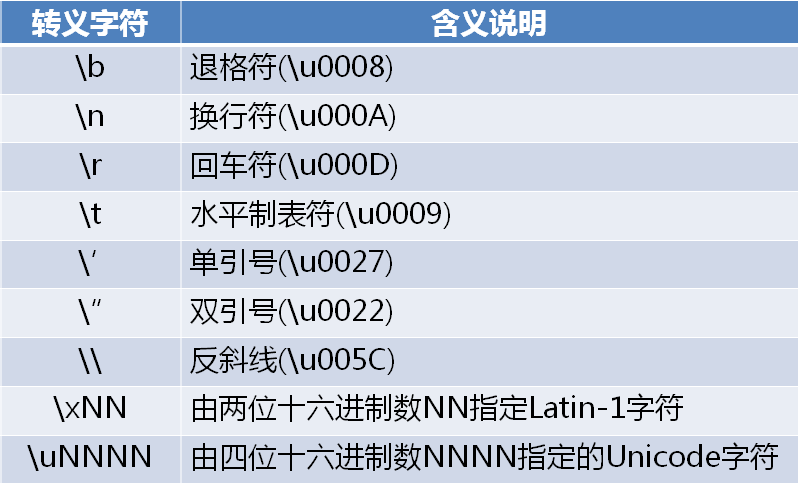 转义字符 含义说明
\b 退格符(\u0008)
\n 换行符(\u000A)
\r 回车符(\u000D)
\t 水平制表符(\u0009)
\′ 单引号(\u0027)
\″ 双引号(\u0022)
\\ 反斜线(\u005C)
\xNN 由两位十六进制数NN指定Latin-1字符
\uNNNN 由四位十六进制数NNNN指定的Unicode字符